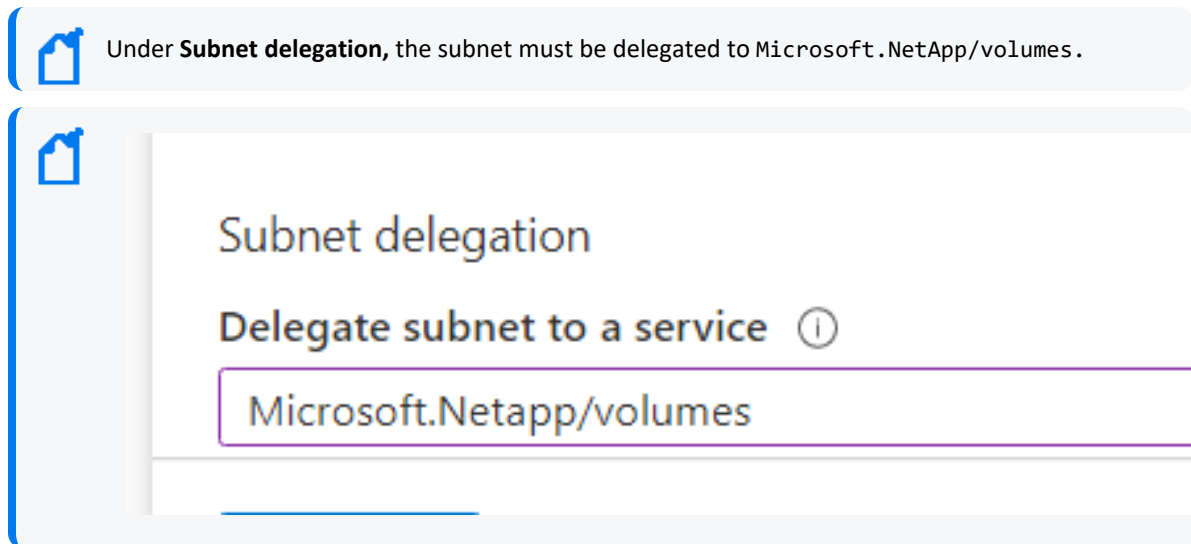 Under Subnet delegation, the subnet must be delegated to Microsoft.NetApp/volumes.
Subnet delegation
Delegate subnet to a service
Microsoft.Netapp/volumes